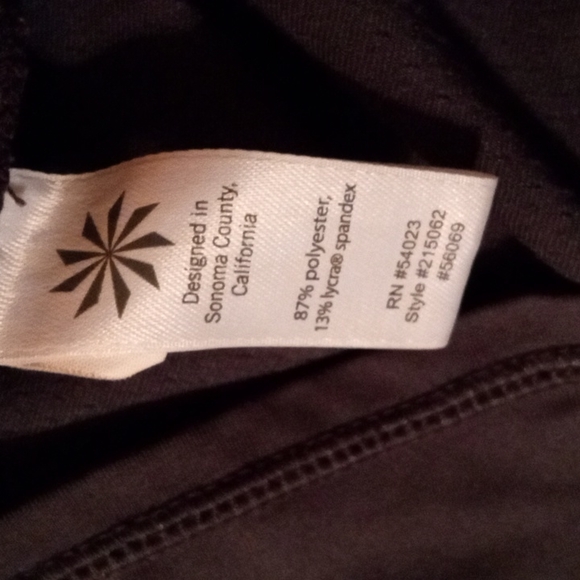 Designed in
Sonoma County,
California
87% polyester,
13% lycra® spandex
RN #54023
Style #215062
#56069